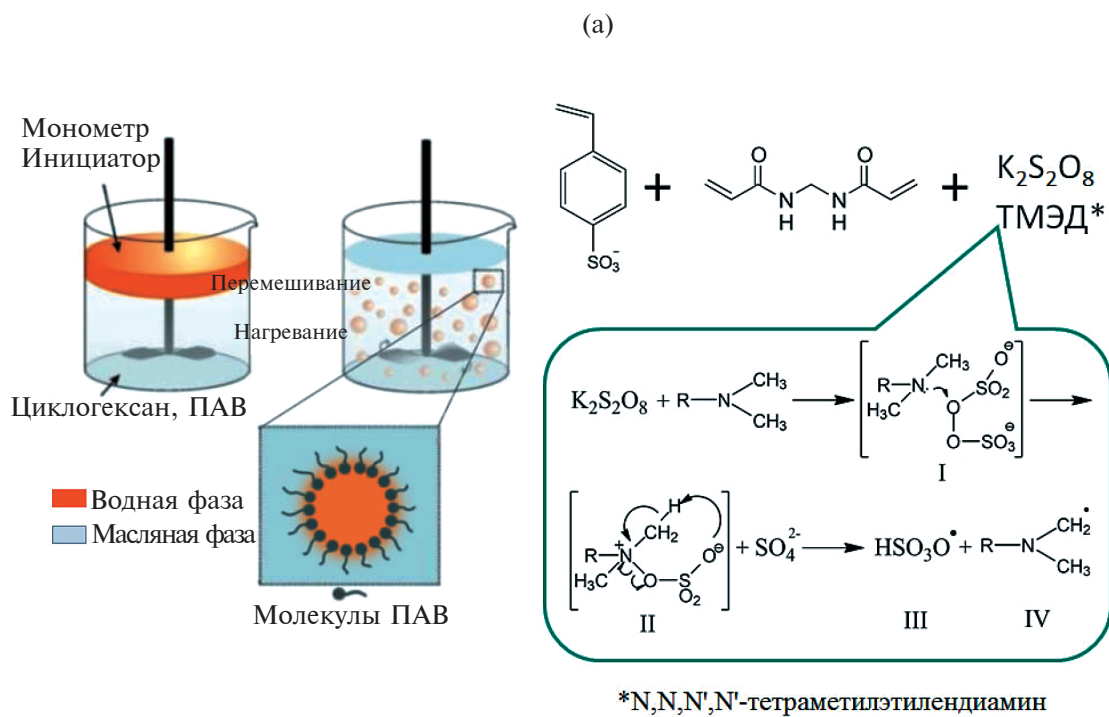 (а)
Монометр
Инициатор
Перемешивание
Нагревание
Циклогексан, ПАВ
Водная фаза
Масляная фаза
Молекулы ПАВ
SO₃⁻
+
O
N
H
N
H
O
+
K₂S₂O₈
ТМЭД*
K₂S₂O₈ + R N CH₃ CH₃
R N CH₃ H₃C O O SO₂ O⊖ SO₃⊖
I
R N⁺ H₃C CH₂ H O SO₂ O⊖ + SO₄²⁻
HSO₃O• + R N CH₂• CH₃
II
III
IV
*N,N,N',N'-тетраметилэтилендиамин